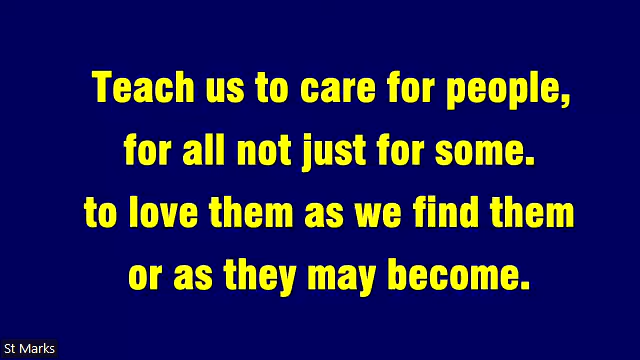 Teach us to care for people,
for all not just for some.
to love them as we find them
or as they may become.
St Marks